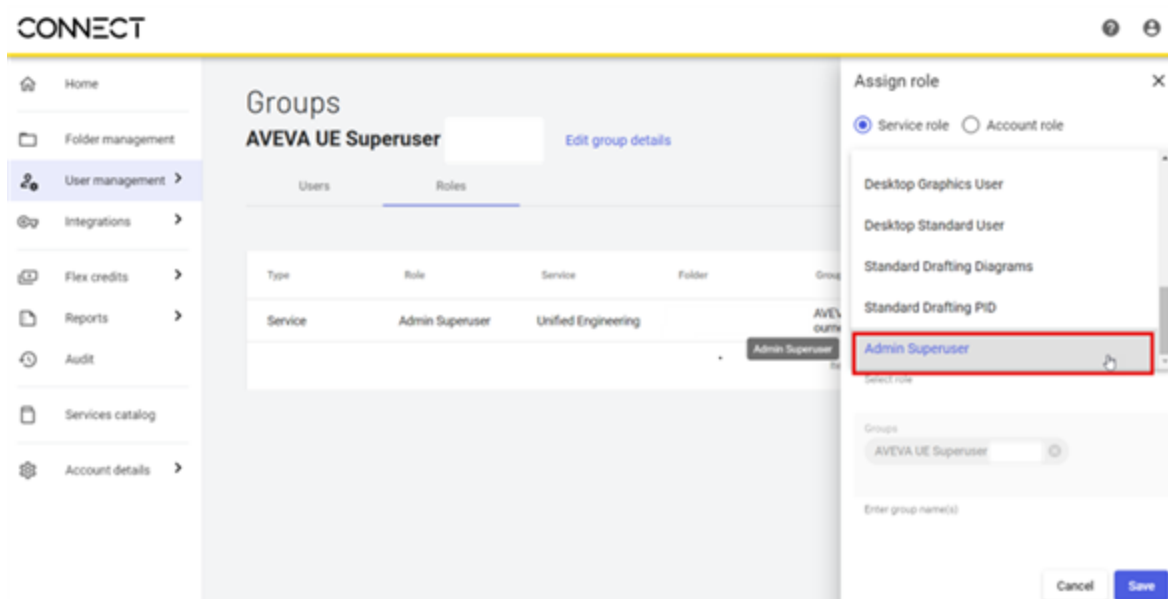 CONNECT
Home
Folder management
User management
Integrations
Flex credits
Reports
Audit
Services catalog
Account details
Groups
AVEVA UE Superuser
Edit group details
Users
Roles
Type Role Service Folder Grou
Service Admin Superuser Unified Engineering AVEV
Admin Superuser
Assign role
Service role Account role
Desktop Graphics User
Desktop Standard User
Standard Drafting Diagrams
Standard Drafting PID
Admin Superuser
Select role
Groups
AVEVA UE Superuser
Enter group name(s)
Cancel Save